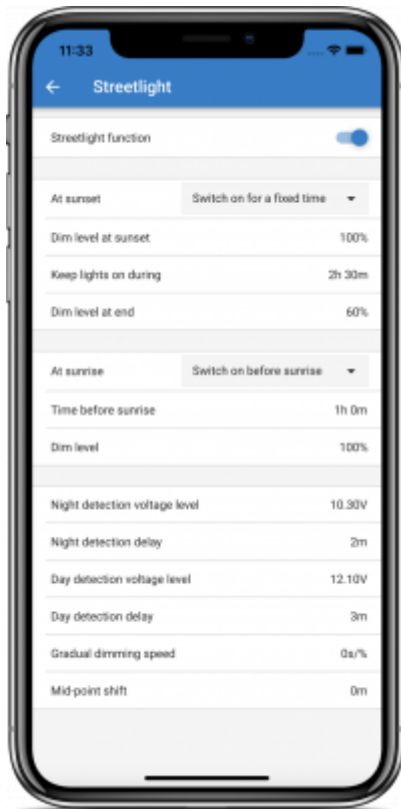 11:33
Streetlight
Streetlight function
At sunset Switch on for a fixed time
Dim level at sunset 100%
Keep lights on during 2h 30m
Dim level at end 60%
At sunrise Switch on before sunrise
Time before sunrise 1h 0m
Dim level 100%
Night detection voltage level 10.30V
Night detection delay 2m
Day detection voltage level 12.10V
Day detection delay 3m
Gradual dimming speed 0s/%
Mid-point shift 0m